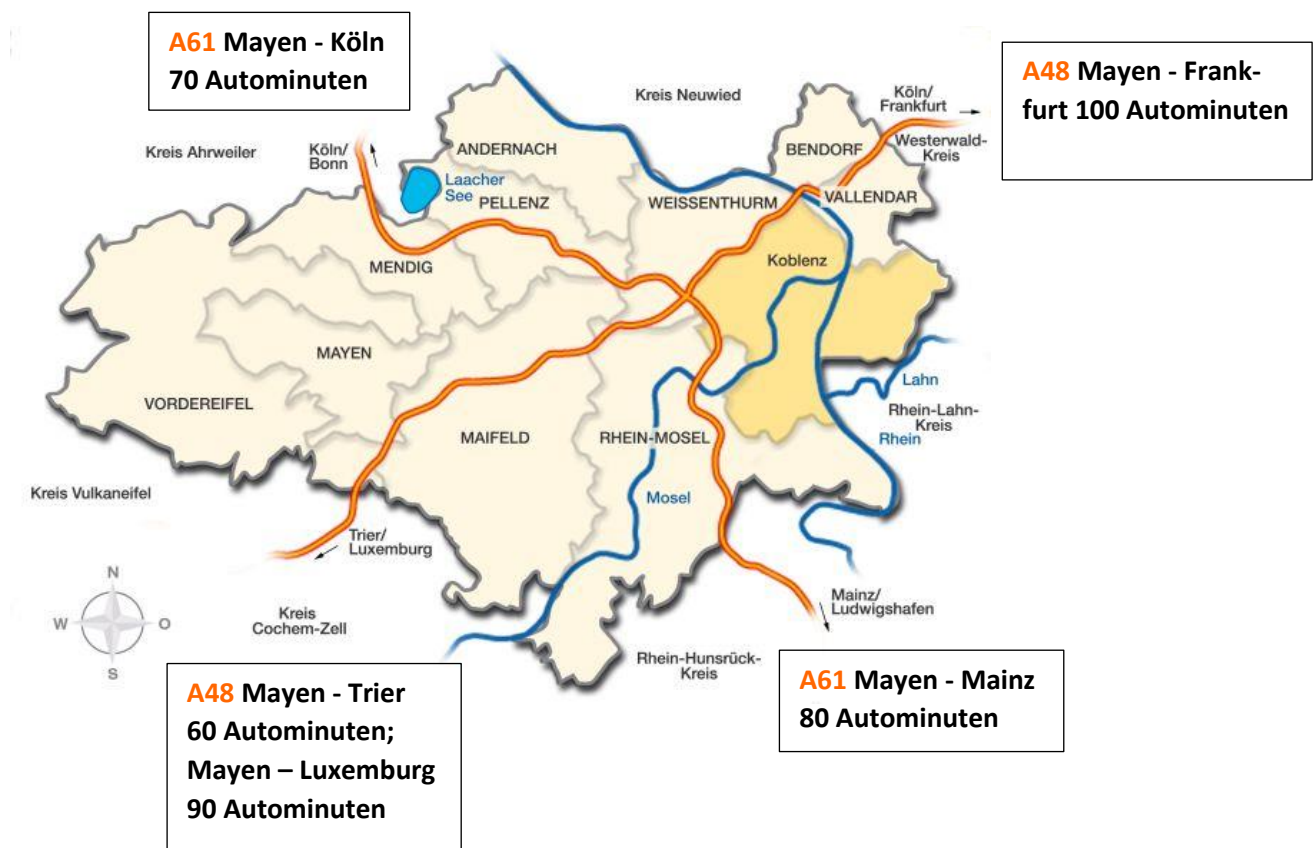 A61 Mayen - Köln
70 Autominuten
A48 Mayen - Frank-
furt 100 Autominuten
Kreis Neuwied
Köln/
Frankfurt
Westerwald-
Kreis
Kreis Ahrweiler
Köln/
Bonn
ANDERNACH
BENDORF
Laacher
See
PELLENZ
WEISSENTHURM
VALLENDAR
MENDIG
Koblenz
MAYEN
VORDEREIFEL
MAIFELD
RHEIN-MOSEL
Lahn
Rhein-Lahn-
Kreis
Rhein
Kreis Vulkaneifel
Mosel
Trier/
Luxemburg
N
W
O
S
Kreis
Cochem-Zell
Mainz/
Ludwigshafen
Rhein-Hunsrück-
Kreis
A48 Mayen - Trier
60 Autominuten;
Mayen – Luxemburg
90 Autominuten
A61 Mayen - Mainz
80 Autominuten